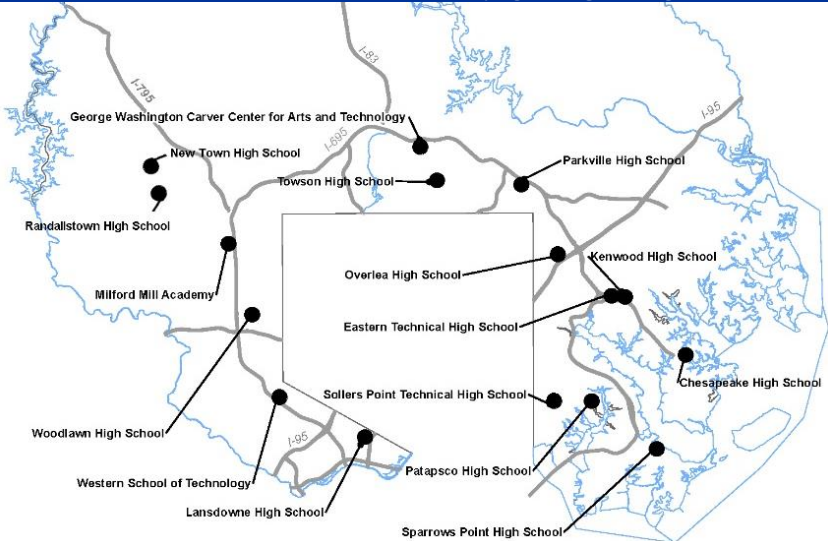 I-83
I-795
I-95
George Washington Carver Center for Arts and Technology
I-695
New Town High School
Parkville High School
Towson High School
Randallstown High School
Kenwood High School
Overlea High School
Milford Mill Academy
Eastern Technical High School
Chesapeake High School
Sollers Point Technical High School
Woodlawn High School
I-95
Patapsco High School
Western School of Technology
Lansdowne High School
Sparrows Point High School